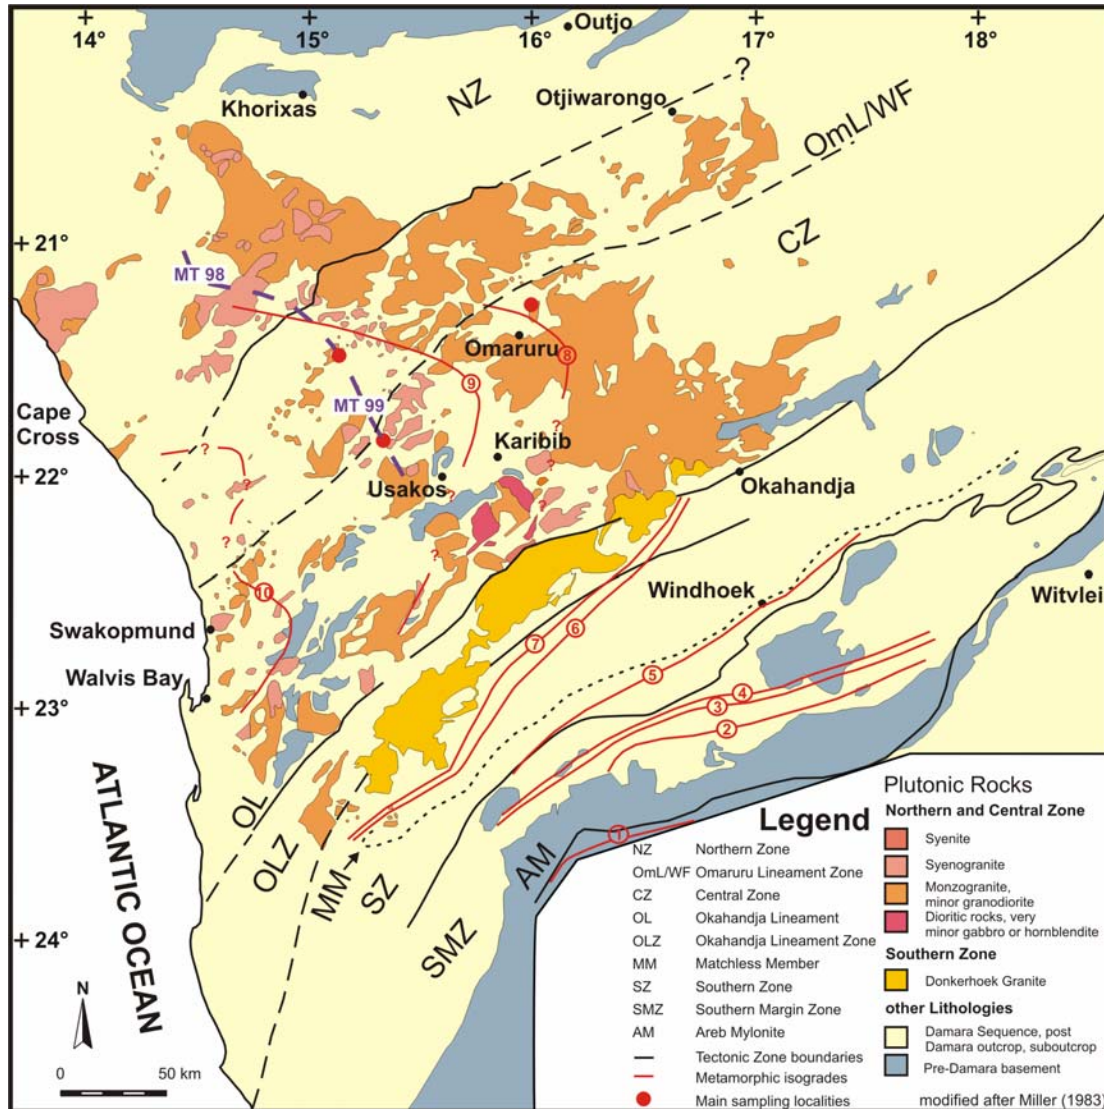 14°
15°
16°
17°
18°
Outjo
Khorixas
NZ
Otjiwarongo
?
OmL/WF
CZ
21°
MT 98
Omaruru
8
9
MT 99
Cape
Cross
?
?
?
Karibib
?
?
22°
Usakos
?
?
Okahandja
?
?
10
Windhoek
Witvlei
Swakopmund
7
6
Walvis Bay
5
4
3
2
23°
ATLANTIC OCEAN
OL
OLZ
MM
SZ
SMZ
AM
1
24°
N
0 50 km
Legend
NZ Northern Zone
OmL/WF Omaruru Lineament Zone
CZ Central Zone
OL Okahandja Lineament
OLZ Okahandja Lineament Zone
MM Matchless Member
SZ Southern Zone
SMZ Southern Margin Zone
AM Areb Mylonite
Tectonic Zone boundaries
Metamorphic isogrades
Main sampling localities
Plutonic Rocks
Northern and Central Zone
Syenite
Syenogranite
Monzogranite,
minor granodiorite
Dioritic rocks, very
minor gabbro or hornblendite
Southern Zone
Donkerhoek Granite
other Lithologies
Damara Sequence, post
Damara outcrop, suboutcrop
Pre-Damara basement
modified after Miller (1983)